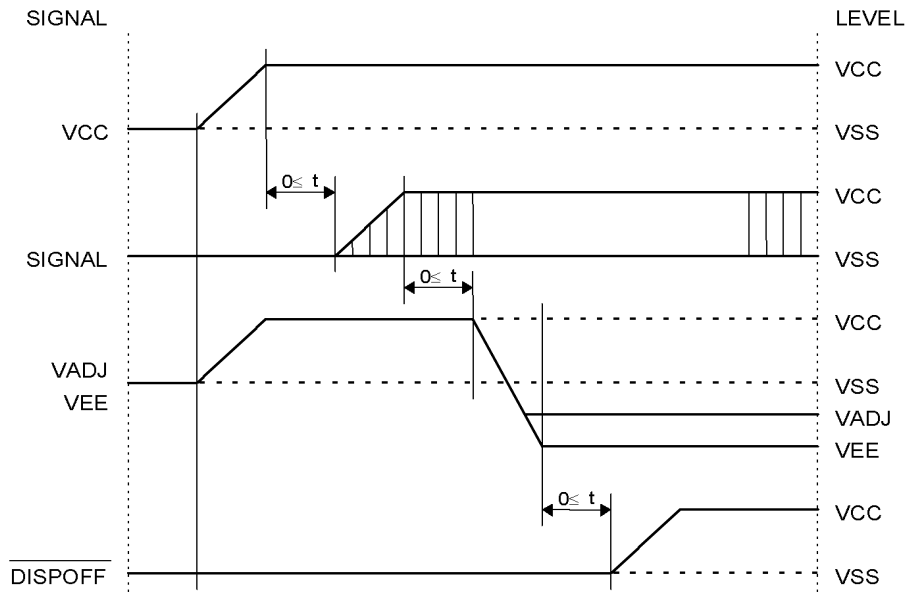 SIGNAL LEVEL
VCC
VCC VSS
0≤ t
VCC
SIGNAL VSS
0≤ t
VCC
VADJ
VSS
VEE
VADJ
VEE
0≤ t
VCC
DISPOFF VSS